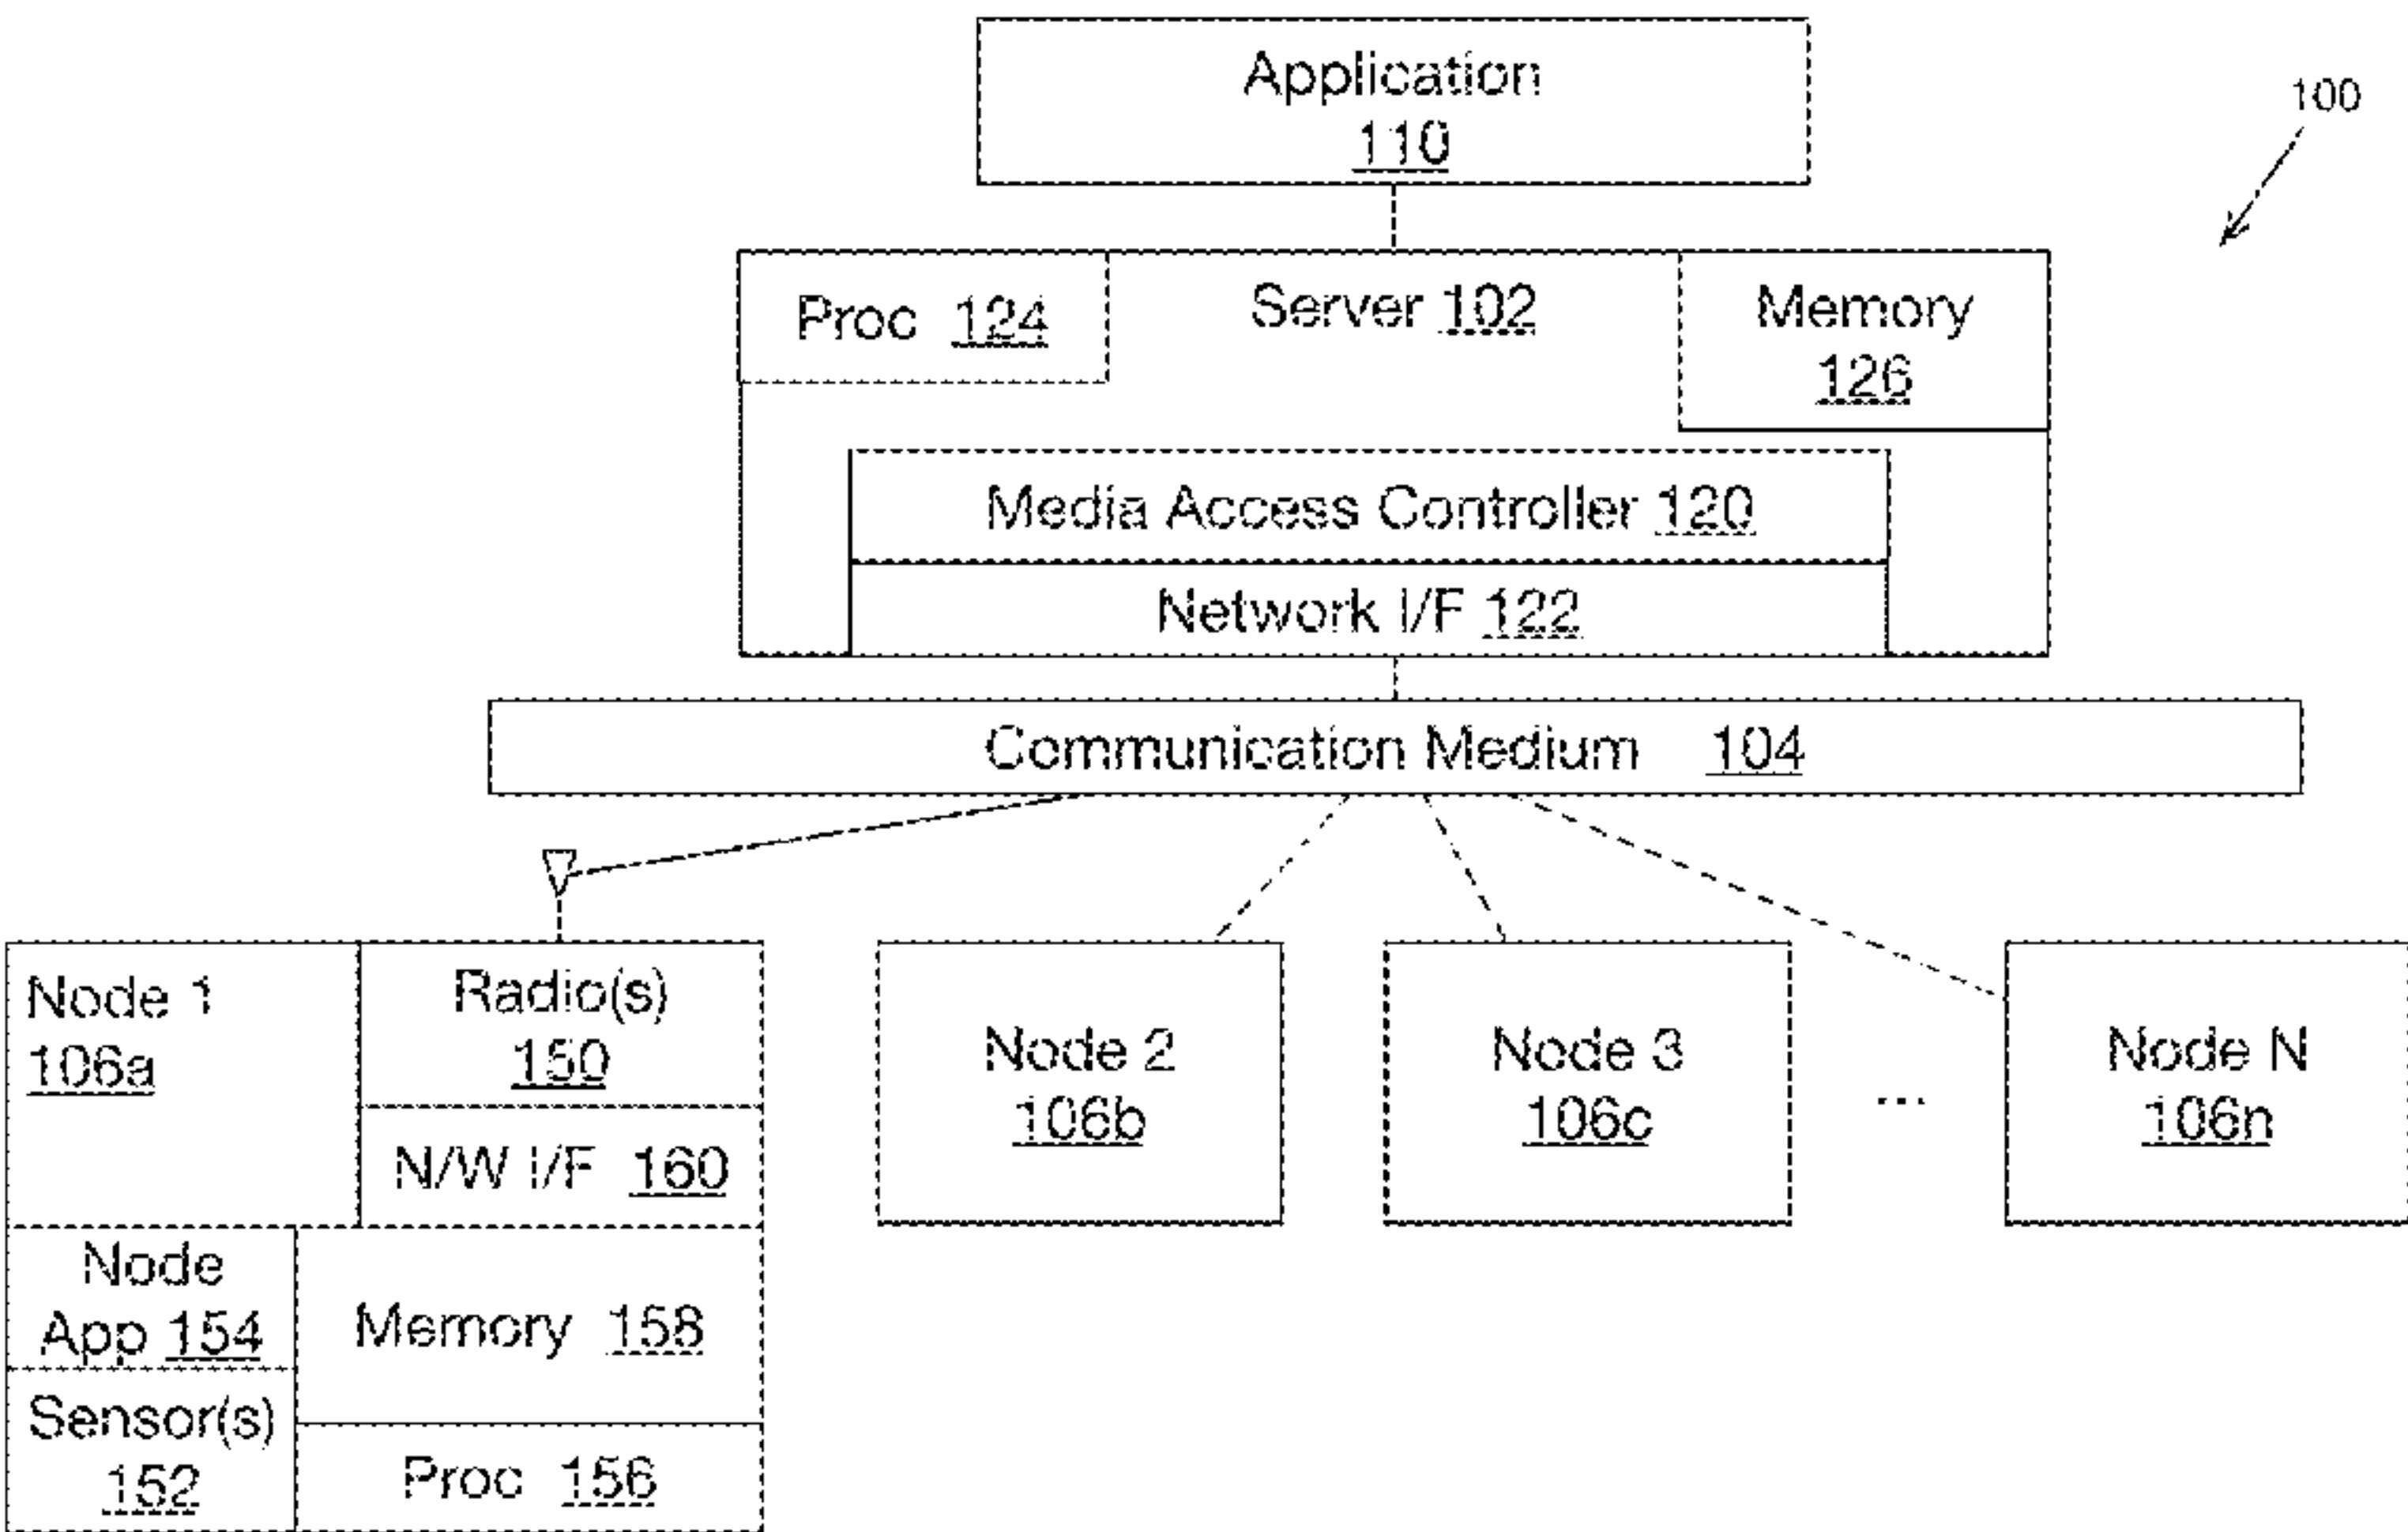 Application
110
100
Proc 124
Server 102
Memory
126
Media Access Controller 120
Network I/F 122
Communication Medium 104
Node 1
106a
Radio(s)
150
N/W I/F 160
Node
App 154
Memory 158
Sensor(s)
152
Proc 156
Node 2
106b
Node 3
106c
...
Node N
106n